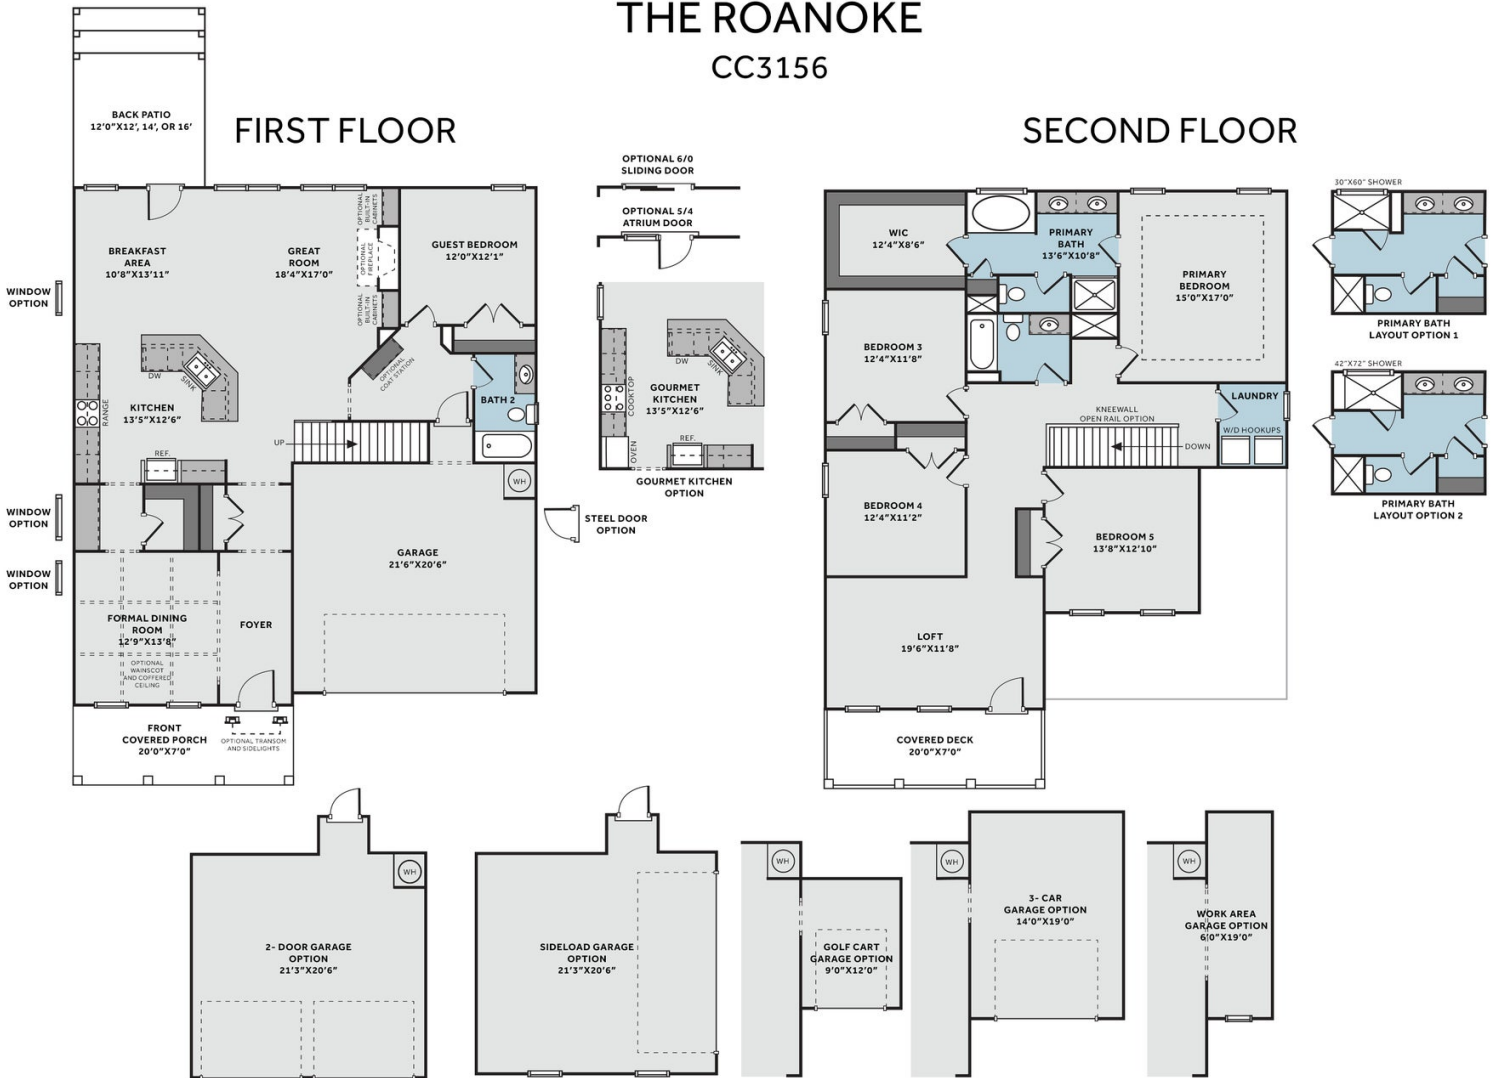 THE ROANOKE
CC3156
FIRST FLOOR
SECOND FLOOR
BACK PATIO
12'0"X12', 14', OR 16'
BREAKFAST
AREA
10'8"X13'11"
GREAT
ROOM
18'4"X17'0"
OPTIONAL
BUILT-IN
CABINETS
OPTIONAL
FIREPLACE
OPTIONAL
BUILT-IN
CABINETS
GUEST BEDROOM
12'0"X12'1"
WINDOW
OPTION
DW
SINK
OPTIONAL
COAT STATION
BATH 2
KITCHEN
13'5"X12'6"
RANGE
REF.
UP
WH
WINDOW
OPTION
WINDOW
OPTION
GARAGE
21'6"X20'6"
STEEL DOOR
OPTION
FORMAL DINING
ROOM
12'9"X13'8"
OPTIONAL
WAINSCOT
AND COFFERED
CEILING
FOYER
FRONT
COVERED PORCH
20'0"X7'0"
OPTIONAL TRANSOM
AND SIDELIGHTS
OPTIONAL 6/0
SLIDING DOOR
OPTIONAL 5/4
ATRIUM DOOR
DW
SINK
COOKTOP
GOURMET
KITCHEN
13'5"X12'6"
OVEN
REF.
GOURMET KITCHEN
OPTION
WIC
12'4"X8'6"
PRIMARY
BATH
13'6"X10'8"
PRIMARY
BEDROOM
15'0"X17'0"
BEDROOM 3
12'4"X11'8"
LAUNDRY
W/D HOOKUPS
KNEEWALL
OPEN RAIL OPTION
DOWN
BEDROOM 4
12'4"X11'2"
BEDROOM 5
13'8"X12'10"
LOFT
19'6"X11'8"
COVERED DECK
20'0"X7'0"
30"X60" SHOWER
PRIMARY BATH
LAYOUT OPTION 1
42"X72" SHOWER
PRIMARY BATH
LAYOUT OPTION 2
WH
2- DOOR GARAGE
OPTION
21'3"X20'6"
SIDELOAD GARAGE
OPTION
21'3"X20'6"
WH
GOLF CART
GARAGE OPTION
9'0"X12'0"
WH
3- CAR
GARAGE OPTION
14'0"X19'0"
WH
WORK AREA
GARAGE OPTION
6'0"X19'0"